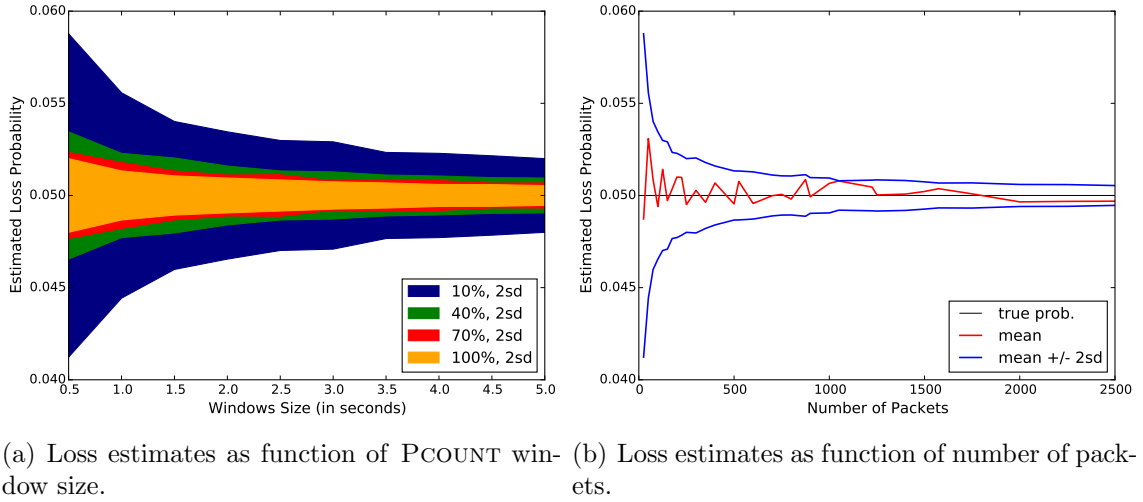 0.060
0.055
0.050
0.045
0.040
Estimated Loss Probability
0.5 1.0 1.5 2.0 2.5 3.0 3.5 4.0 4.5 5.0
Windows Size (in seconds)
10%, 2sd
40%, 2sd
70%, 2sd
100%, 2sd
(a) Loss estimates as function of PCOUNT win-
dow size.
0.060
0.055
0.050
0.045
0.040
Estimated Loss Probability
0 500 1000 1500 2000 2500
Number of Packets
true prob.
mean
mean +/- 2sd
(b) Loss estimates as function of number of pack-
ets.